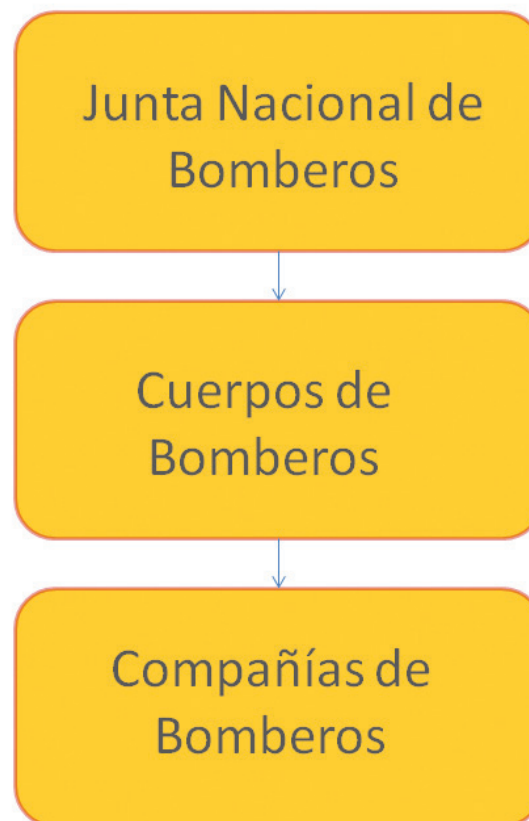 Junta Nacional de
Bomberos
Cuerpos de
Bomberos
Compañías de
Bomberos